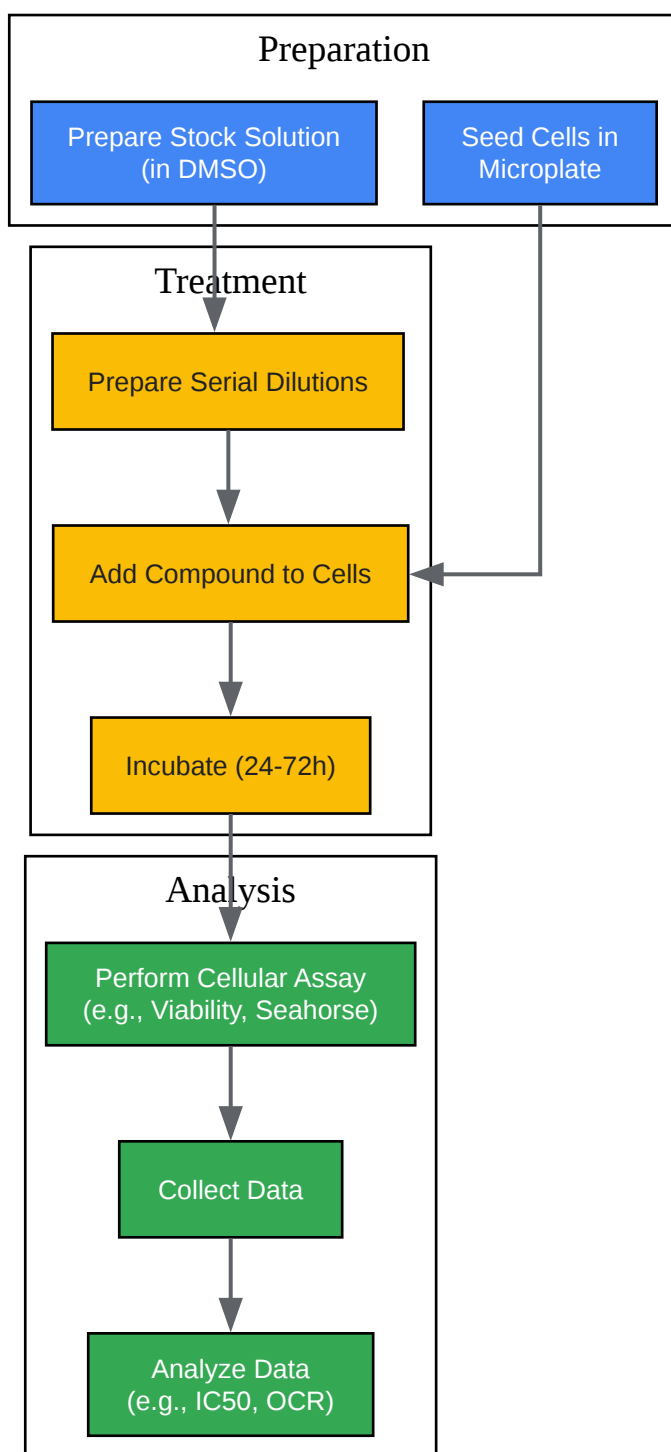 Preparation
Prepare Stock Solution
(in DMSO)
Seed Cells in
Microplate
Treatment
Prepare Serial Dilutions
Add Compound to Cells
Incubate (24-72h)
Analysis
Perform Cellular Assay
(e.g., Viability, Seahorse)
Collect Data
Analyze Data
(e.g., IC50, OCR)